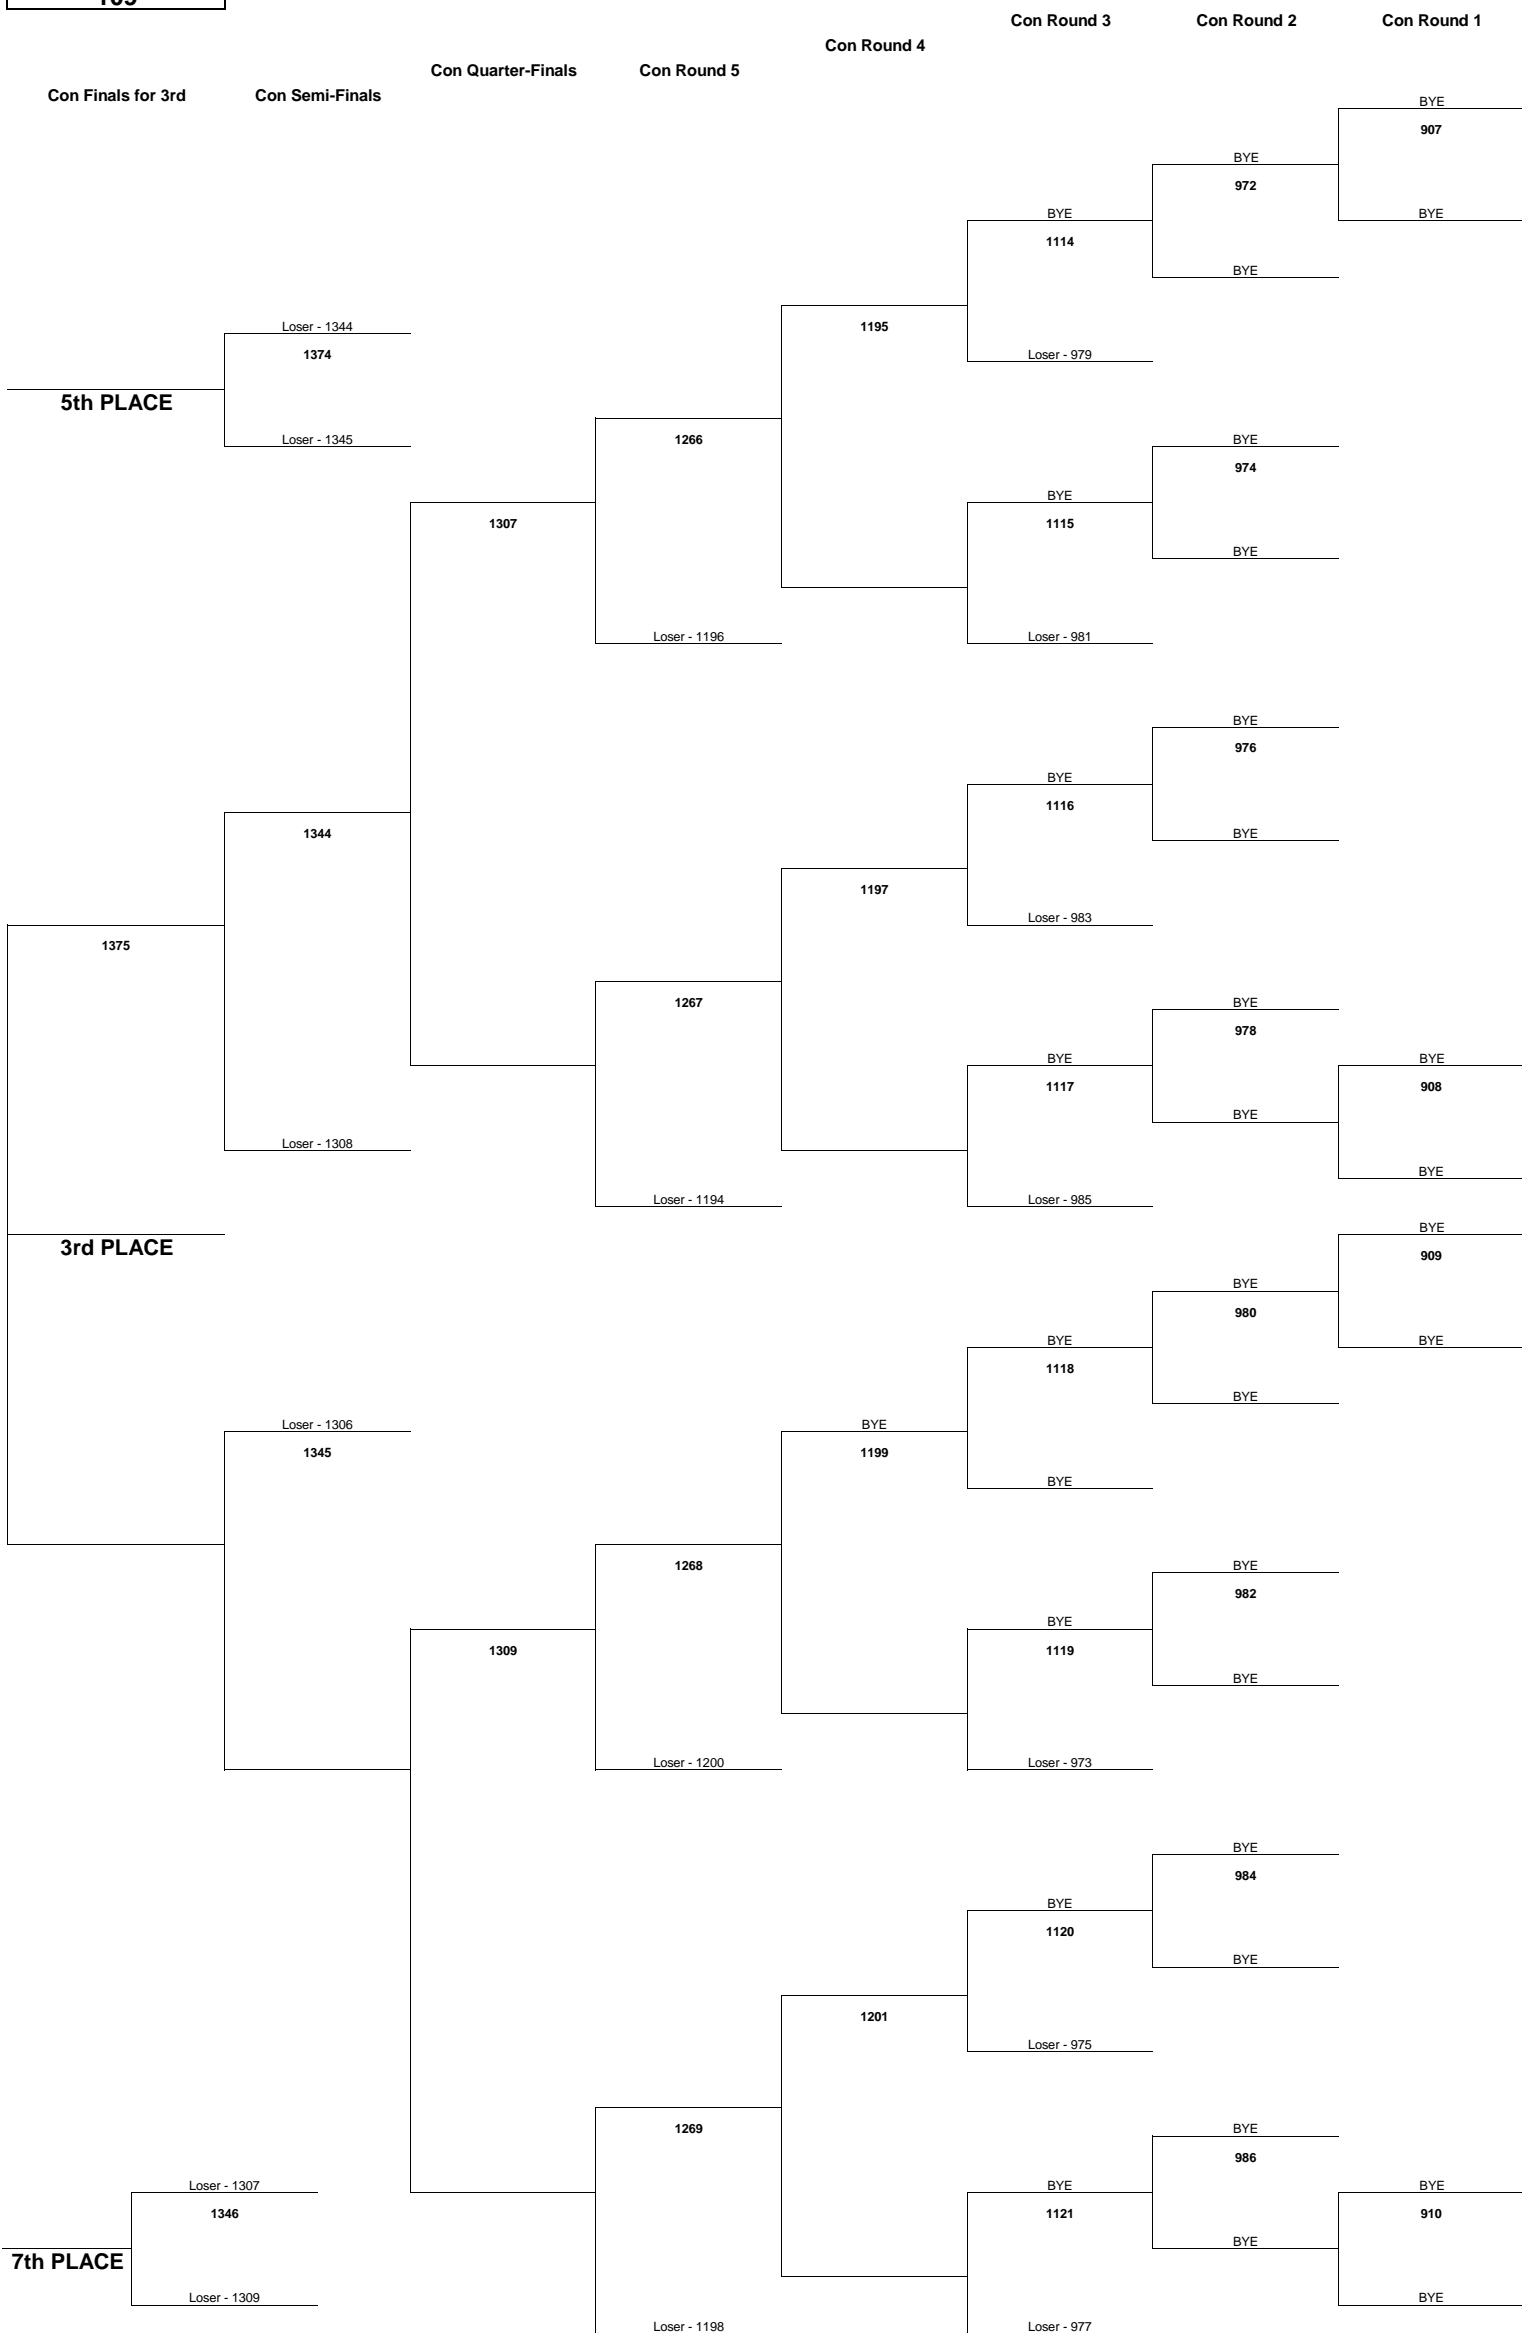 Con Round 3 Con Round 2 Con Round 1
Con Round 4
Con Quarter-Finals Con Round 5
Con Finals for 3rd Con Semi-Finals
BYE
907
BYE
972
BYE BYE
1114
BYE
Loser - 1344 1195
1374 Loser - 979
5th PLACE
Loser - 1345 1266 BYE
974
BYE
1307 1115
BYE
Loser - 1196 Loser - 981
BYE
976
BYE
1116
1344 BYE
1197
Loser - 983
1375
1267 BYE
978
BYE BYE
1117 908
BYE
Loser - 1308
BYE
Loser - 1194 Loser - 985
BYE
3rd PLACE
909
BYE
980
BYE BYE
1118
BYE
Loser - 1306 BYE
1345 1199
BYE
1268 BYE
982
BYE
1309 1119
BYE
Loser - 1200 Loser - 973
BYE
984
BYE
1120
BYE
1201
Loser - 975
1269 BYE
986
Loser - 1307 BYE BYE
1346 1121 910
BYE
7th PLACE
Loser - 1309 BYE
Loser - 1198 Loser - 977